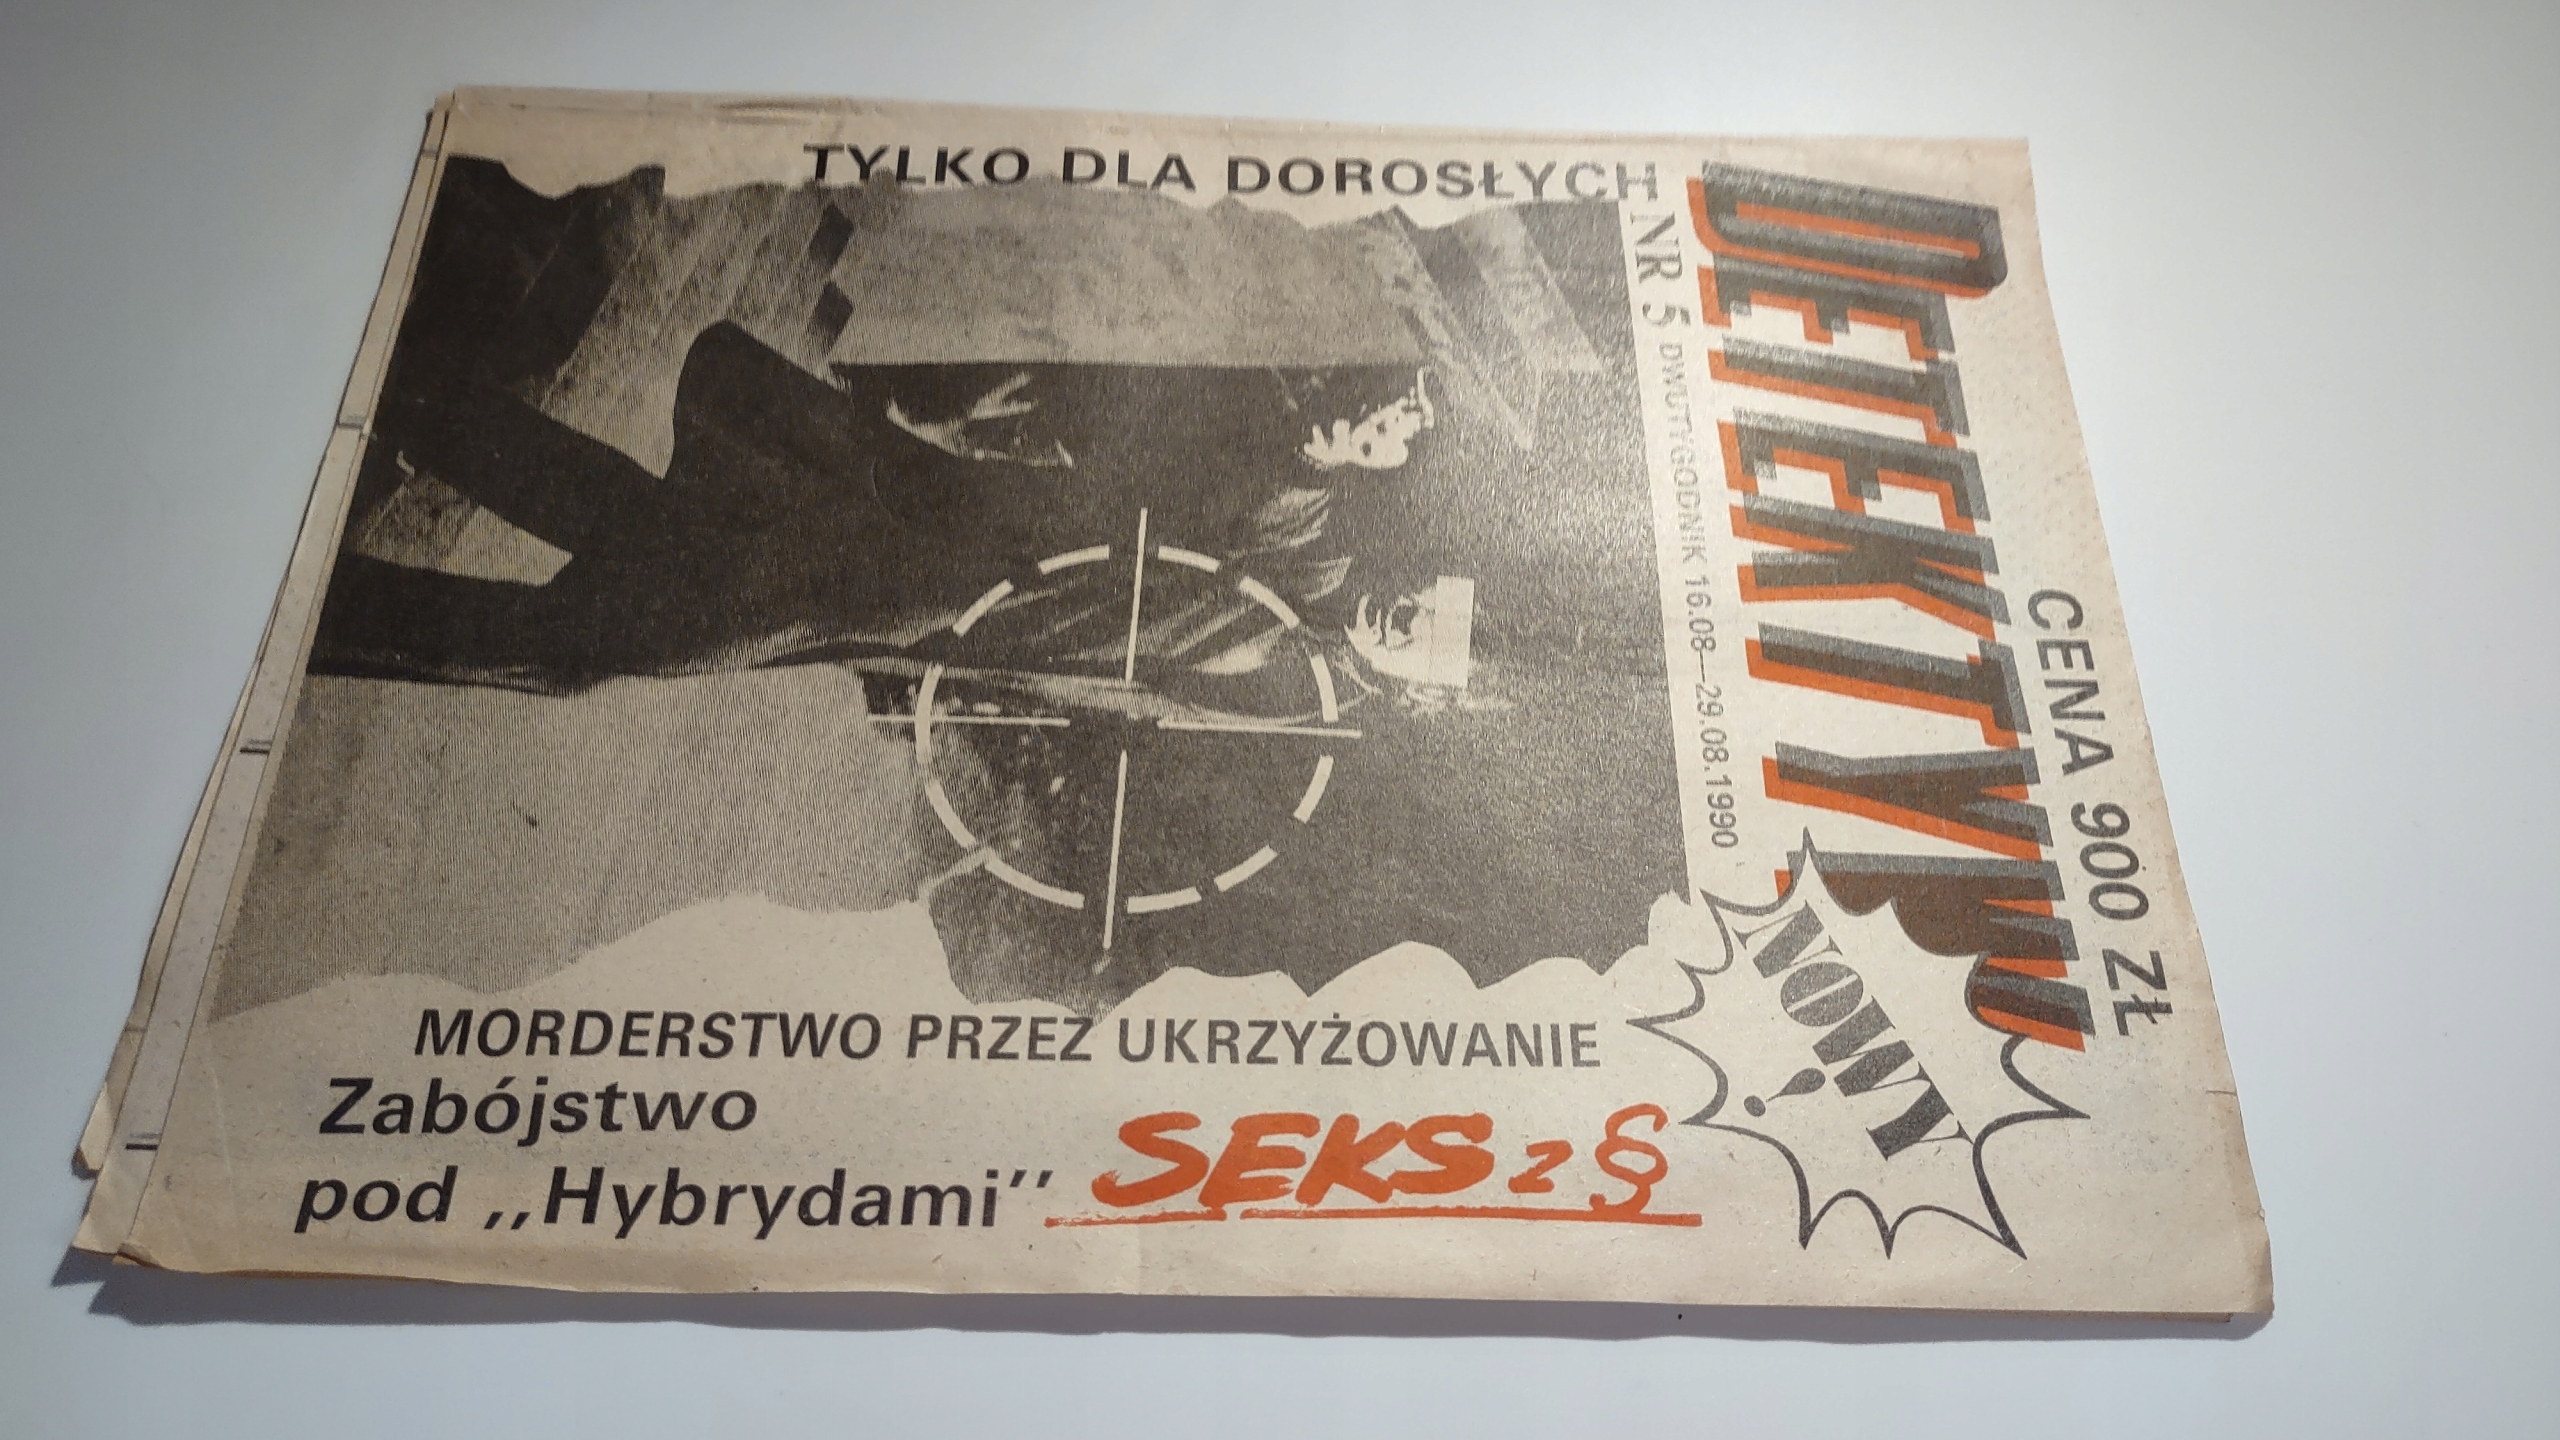 CENA 900 ZŁ
DETEKTYW
NOWY!
NR 5 DWUTYGODNIK 16.08—29.08.1990
TYLKO DLA DOROSŁYCH
MORDERSTWO PRZEZ UKRZYŻOWANIE
Zabójstwo
pod „Hybrydami”
SEKS z §